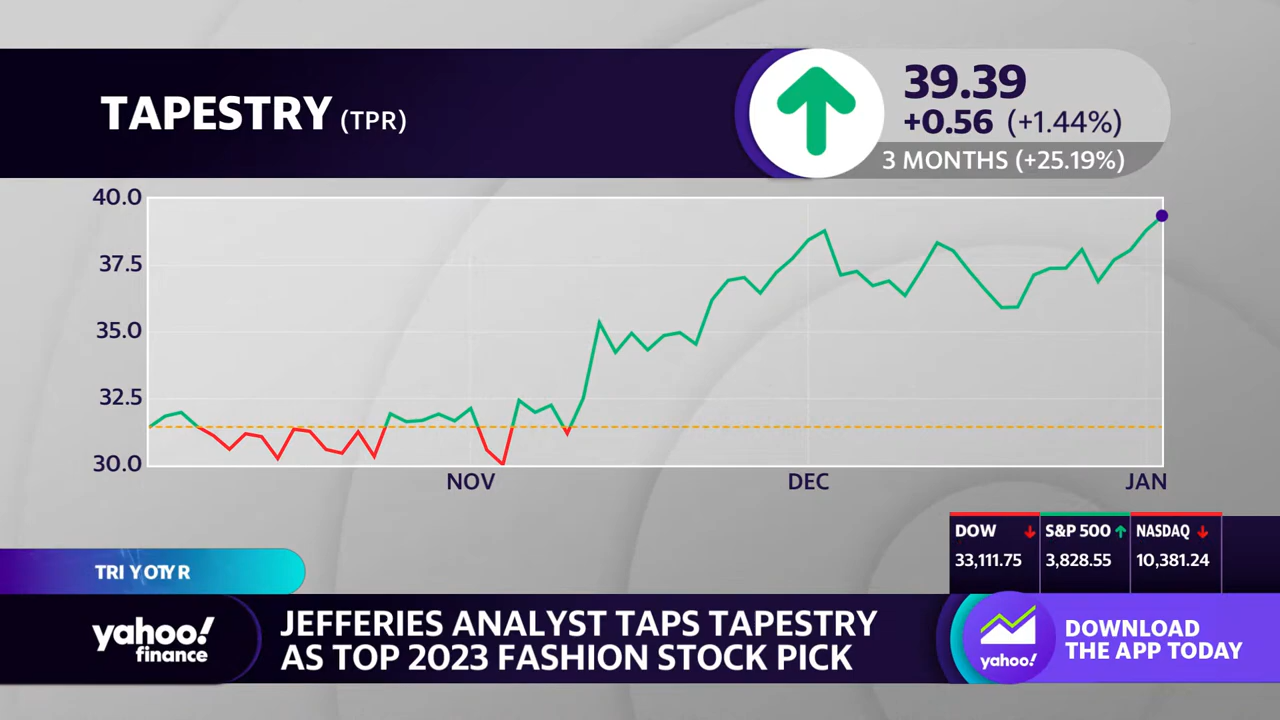 TAPESTRY (TPR)
39.39
+0.56 (+1.44%)
3 MONTHS (+25.19%)
40.0
37.5
35.0
32.5
30.0
NOV DEC JAN
DOW S&P 500 NASDAQ
33,111.75 3,828.55 10,381.24
yahoo!
finance
JEFFERIES ANALYST TAPS TAPESTRY
AS TOP 2023 FASHION STOCK PICK
yahoo!
DOWNLOAD
THE APP TODAY